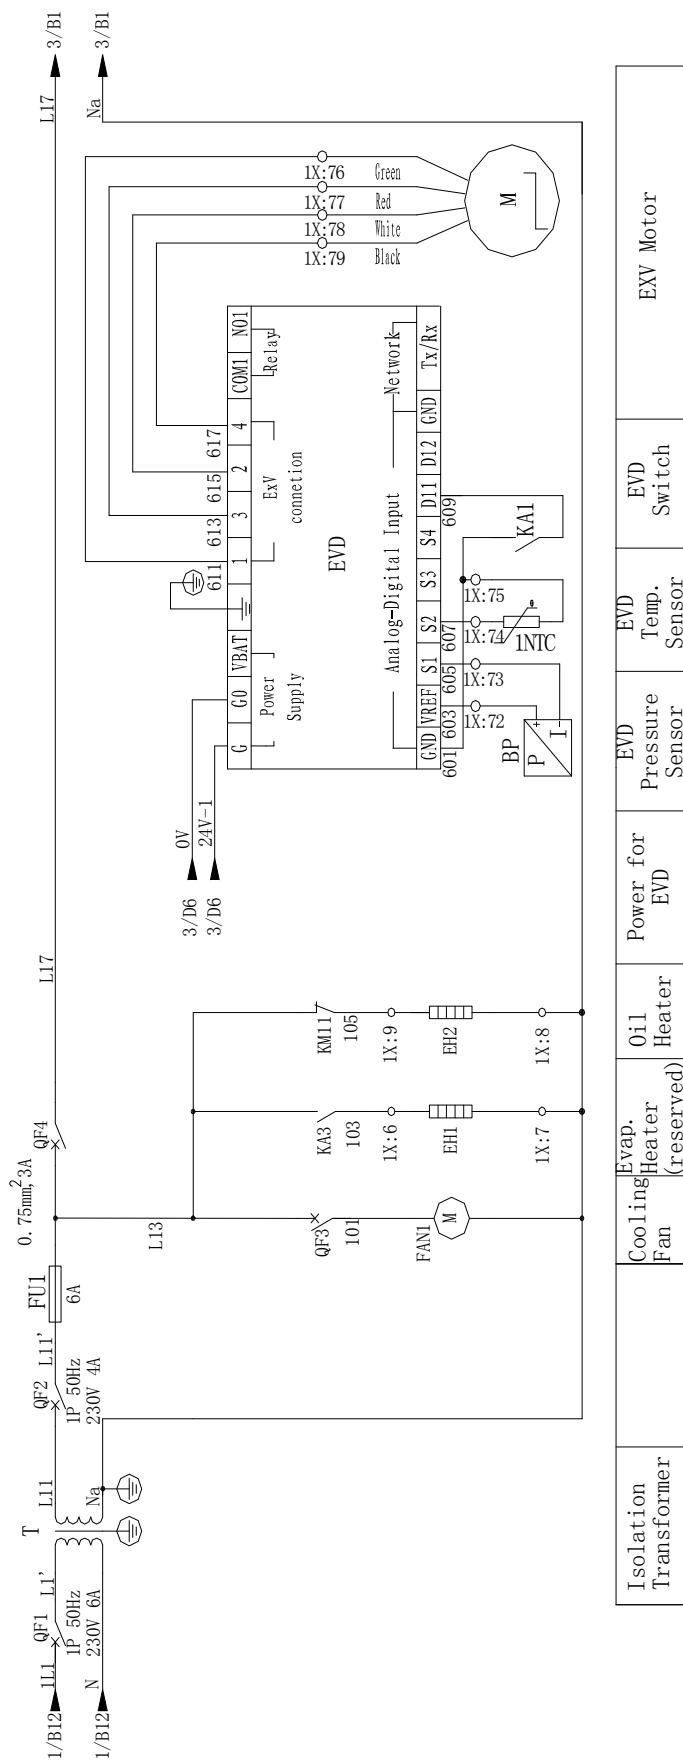 1/B12
1L1
QF1
L1'
1P 50Hz
230V 6A
1/B12
N
T
L11
Na
QF2
L11'
1P 50Hz
230V 4A
FU1
6A
0.75mm²,3A
QF4
L17
L17
3/B1
Na
3/B1
L13
QF3
101
FAN1
M
KA3
103
1X:6
EH1
1X:7
KM11
105
1X:9
EH2
1X:8
3/D6
0V
3/D6
24V-1
G
G0
VBAT
1
3
2
4
COM1
NO1
611
613
615
617
Power
Supply
ExV
connetion
Relay
EVD
Analog-Digital Input
Network
GND
VREF
S1
S2
S3
S4
D11
D12
GND
Tx/Rx
601
603
605
607
609
1X:72
1X:73
1X:74
1X:75
BP
P
I
+
-
1NTC
θ
KA1
1X:76
Green
1X:77
Red
1X:78
White
1X:79
Black
M
Isolation
Transformer
Cooling
Fan
Evap.
Heater
(reserved)
Oil
Heater
Power for
EVD
EVD
Pressure
Sensor
EVD
Temp.
Sensor
EVD
Switch
EXV Motor